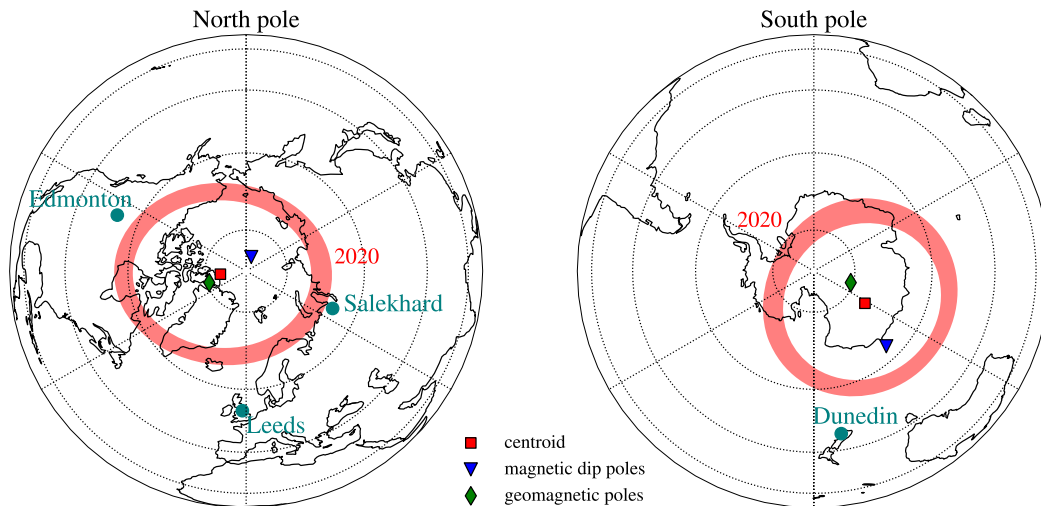 North pole
South pole
Edmonton
2020
Salekhard
Leeds
2020
Dunedin
centroid
magnetic dip poles
geomagnetic poles